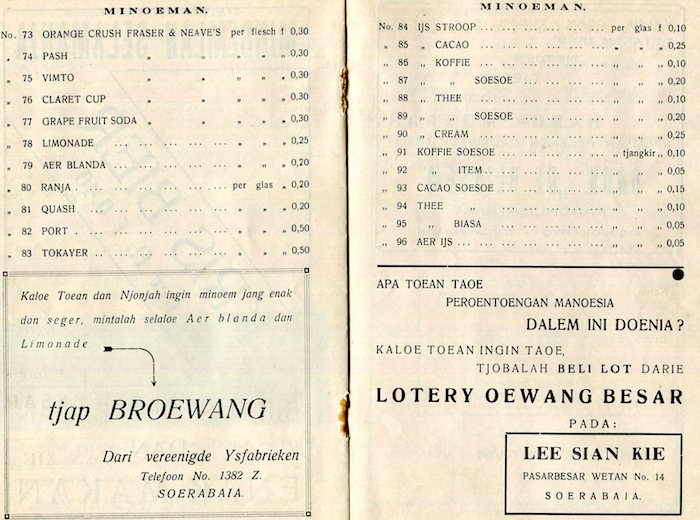 MINOEMAN.
No. 73 ORANGE CRUSH FRASER & NEAVE'S per flesch f 0,30
„ 74 PASH „ „ „ „ „ 0,30
„ 75 VIMTO „ „ „ „ „ 0,30
„ 76 CLARET CUP „ „ „ „ „ 0,30
„ 77 GRAPE FRUIT SODA „ „ „ „ „ 0,30
„ 78 LIMONADE ... ... ... ... „ „ „ 0,25
„ 79 AER BLANDA ... ... ... ... „ „ „ 0,20
„ 80 RANJA ... ... ... ... per glas „ 0,20
„ 81 QUASH ... ... ... ... „ „ „ 0,20
„ 82 PORT ... ... ... ... „ „ „ 0,50
„ 83 TOKAYER ... ... ... ... „ „ „ 0,50
Kaloe Toean dan Njonjah ingin minoem jang enak
dan seger, mintalah selaloe Aer blanda dan
Limonade
tjap BROEWANG
Dari vereenigde Ysfabrieken
Telefoon No. 1382 Z.
SOERABAIA.
MINOEMAN.
No. 84 IJS STROOP ... ... ... ... per glas f 0,10
„ 85 „ CACAO ... ... ... ... „ „ „ 0,25
„ 86 „ KOFFIE ... ... ... ... „ „ „ 0,10
„ 87 „ „ SOESOE ... ... ... „ „ „ 0,20
„ 88 „ THEE ... ... ... ... „ „ „ 0,10
„ 89 „ „ SOESOE ... ... ... „ „ „ 0,20
„ 90 „ CREAM ... ... ... ... „ „ „ 0,25
„ 91 KOFFIE SOESOE ... ... ... ... „ tjangkir „ 0,10
„ 92 „ ITEM ... ... ... ... „ „ „ 0,05
„ 93 CACAO SOESOE ... ... ... ... „ „ „ 0,15
„ 94 THEE „ ... ... ... ... „ „ „ 0,10
„ 95 „ BIASA ... ... ... ... „ „ „ 0,05
„ 96 AER IJS ... ... ... ... „ „ „ 0,05
APA TOEAN TAOE
PEROENTOENGAN MANOESIA
DALEM INI DOENIA?
KALOE TOEAN INGIN TAOE,
TJOBALAH BELI LOT DARIE
LOTERY OEWANG BESAR
PADA:
LEE SIAN KIE
PASARBESAR WETAN No. 14
SOERABAIA.